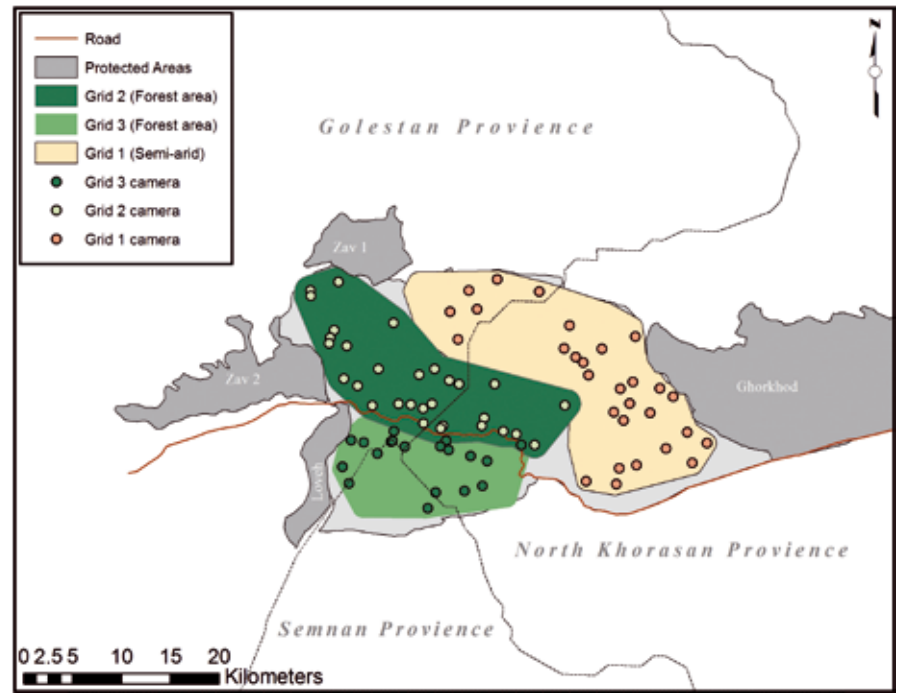 Road
Protected Areas
Grid 2 (Forest area)
Grid 3 (Forest area)
Grid 1 (Semi-arid)
Grid 3 camera
Grid 2 camera
Grid 1 camera
Golestan Provience
Zav 1
Zav 2
Ghorkhod
Loveh
North Khorasan Provience
Semnan Provience
0 2.5 5 10 15 20
Kilometers